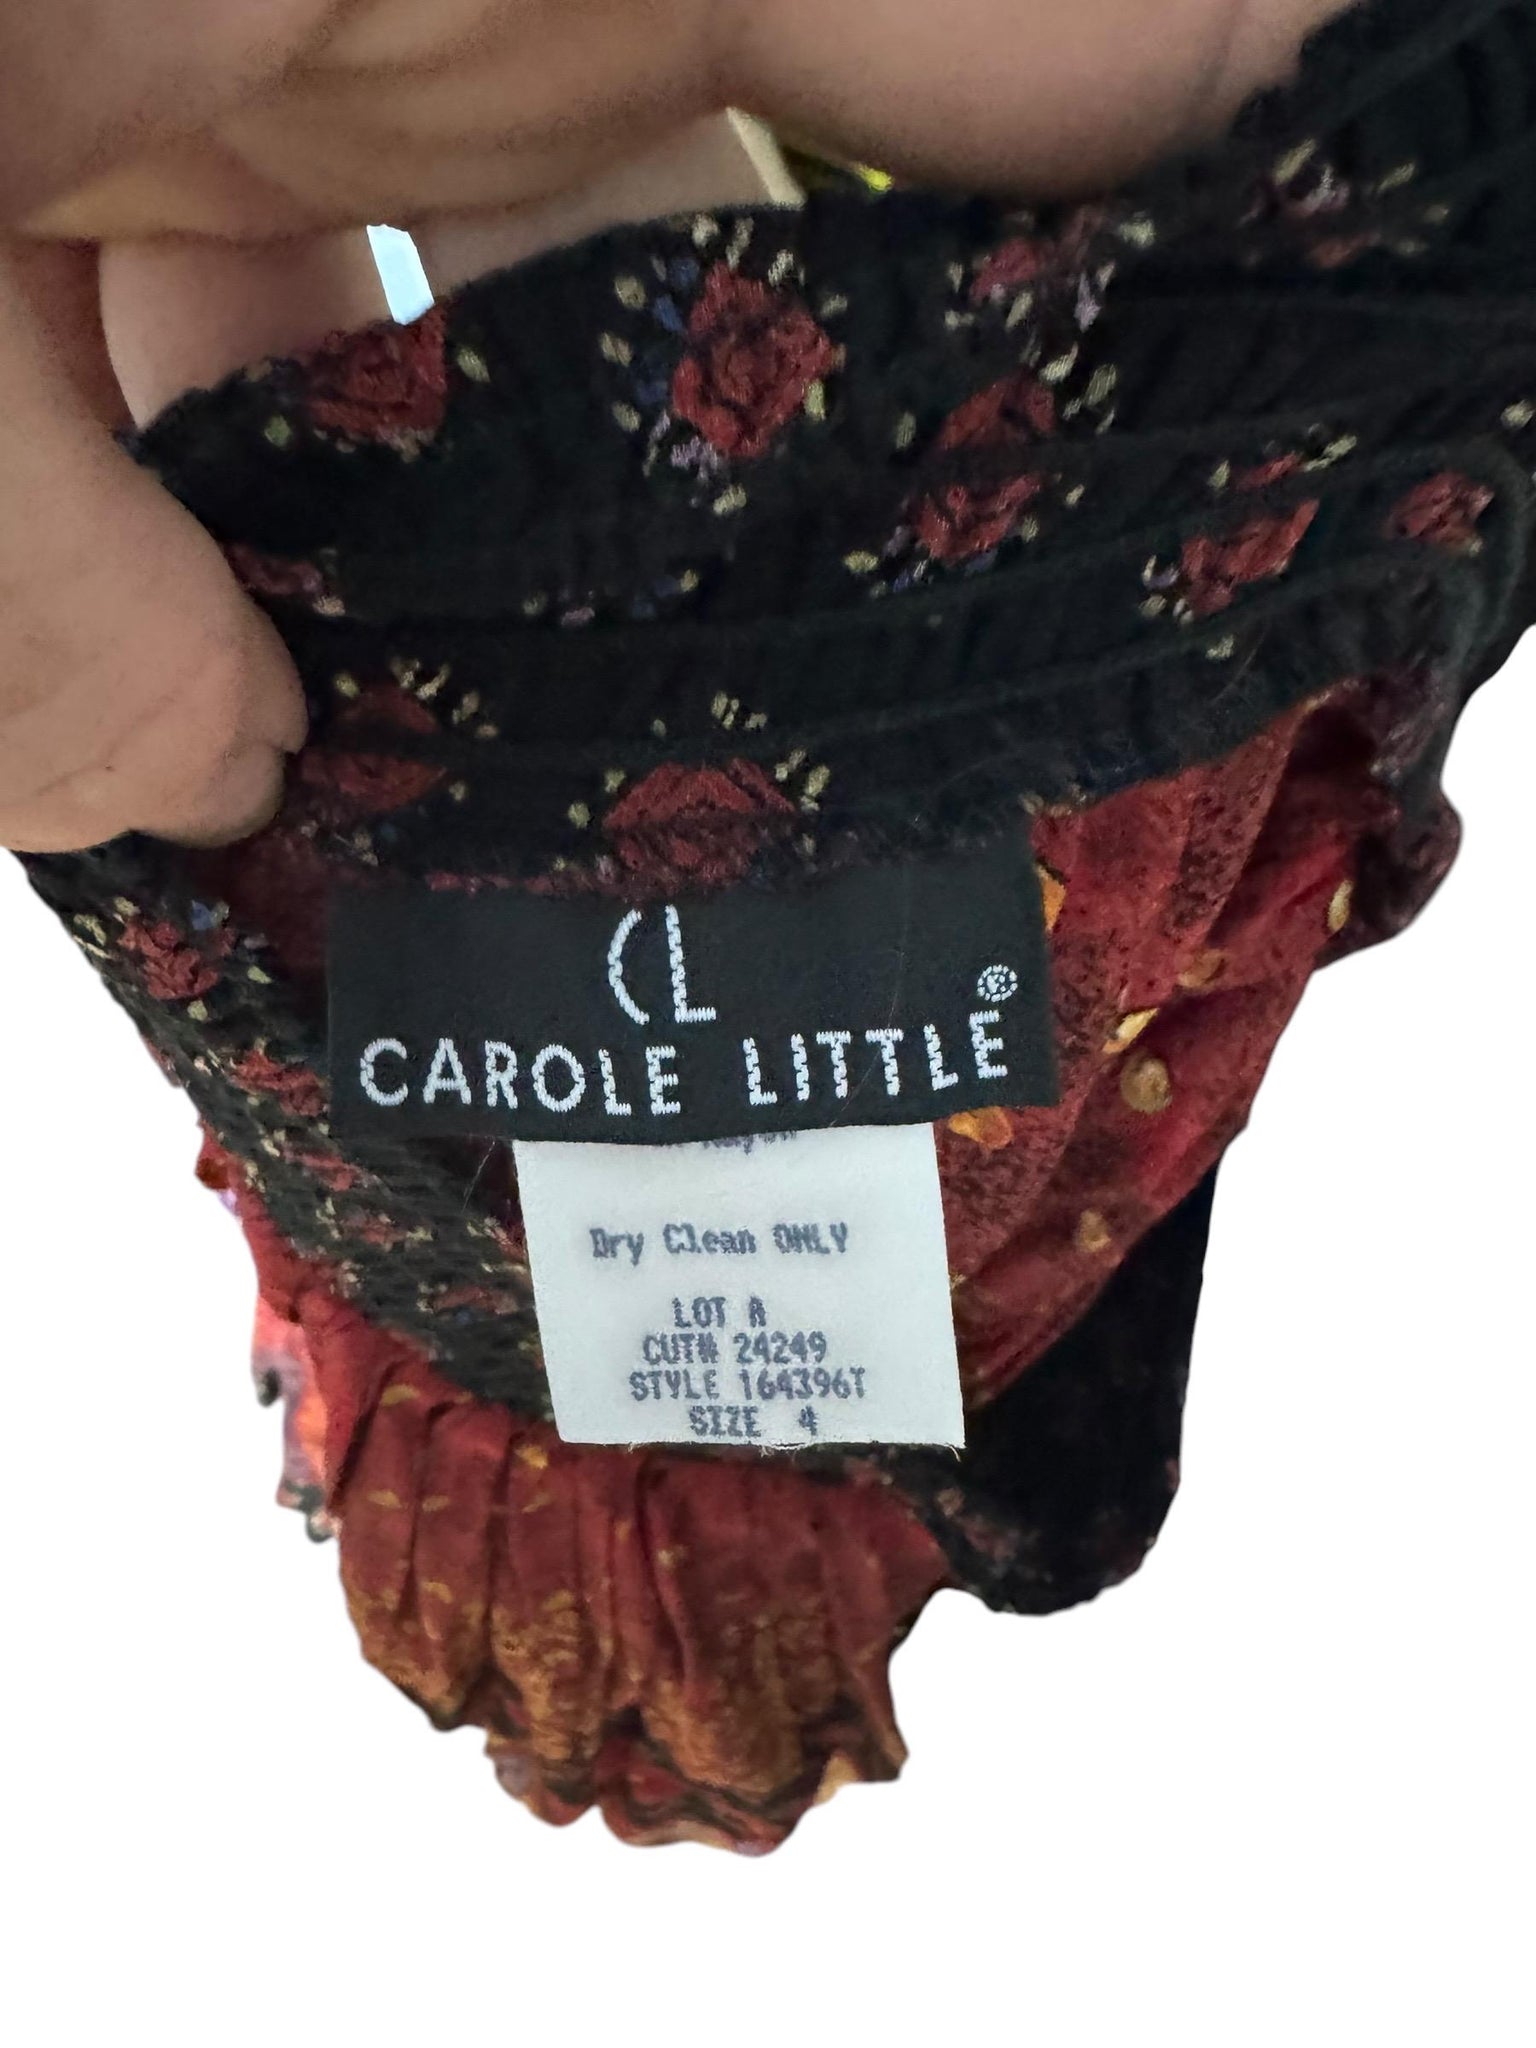 CL
CAROLE LITTLE®
Dry Clean ONLY
LOT A
CUT# 24249
STYLE 164396T
SIZE 4